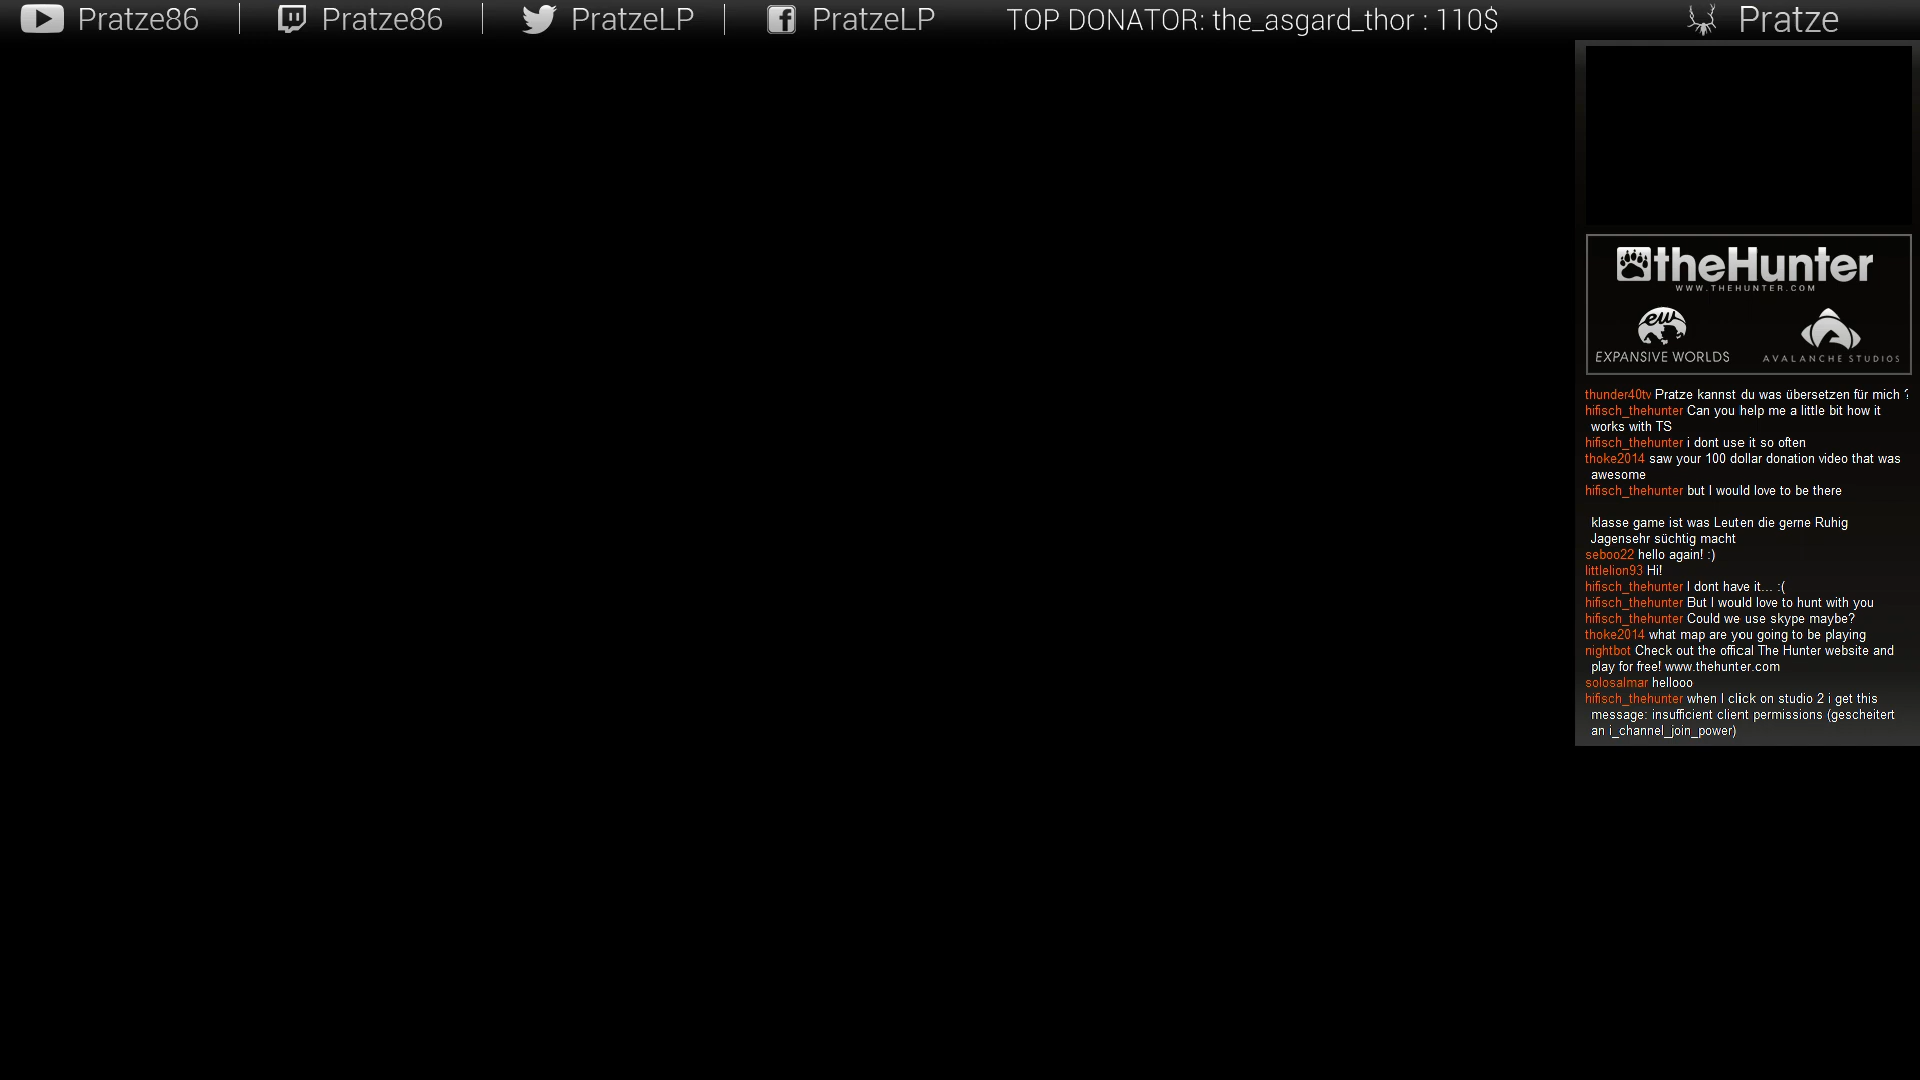 Pratze86 Pratze86 PratzeLP PratzeLP TOP DONATOR: the_asgard_thor : 110$ Pratze
theHunter
WWW.THEHUNTER.COM
ew
EXPANSIVE WORLDS AVALANCHE STUDIOS
thunder40tv Pratze kannst du was übersetzen für mich ?
hifisch_thehunter Can you help me a little bit how it
works with TS
hifisch_thehunter i dont use it so often
thoke2014 saw your 100 dollar donation video that was
awesome
hifisch_thehunter but I would love to be there
klasse game ist was Leuten die gerne Ruhig
Jagensehr süchtig macht
seboo22 hello again! :)
littlelion93 Hi!
hifisch_thehunter I dont have it... :(
hifisch_thehunter But I would love to hunt with you
hifisch_thehunter Could we use skype maybe?
thoke2014 what map are you going to be playing
nightbot Check out the offical The Hunter website and
play for free! www.thehunter.com
solosalmar hellooo
hifisch_thehunter when I click on studio 2 i get this
message: insufficient client permissions (gescheitert
an i_channel_join_power)